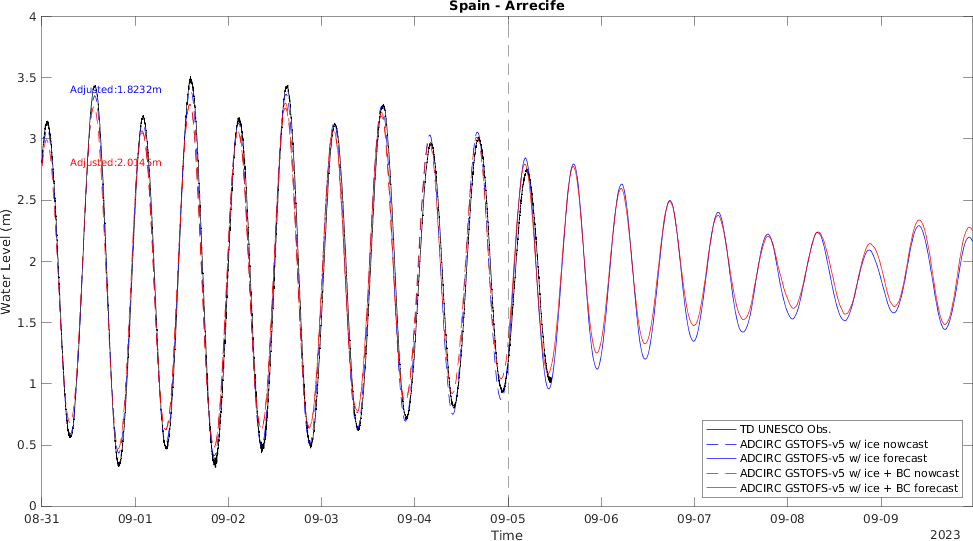 Spain - Arrecife
4
3.5
3
2.5
2
1.5
1
0.5
0
Water Level (m)
Adjusted:1.8232m
Adjusted:2.0145m
TD UNESCO Obs.
ADCIRC GSTOFS-v5 w/ ice nowcast
ADCIRC GSTOFS-v5 w/ ice forecast
ADCIRC GSTOFS-v5 w/ ice + BC nowcast
ADCIRC GSTOFS-v5 w/ ice + BC forecast
08-31 09-01 09-02 09-03 09-04 09-05 09-06 09-07 09-08 09-09
Time
2023